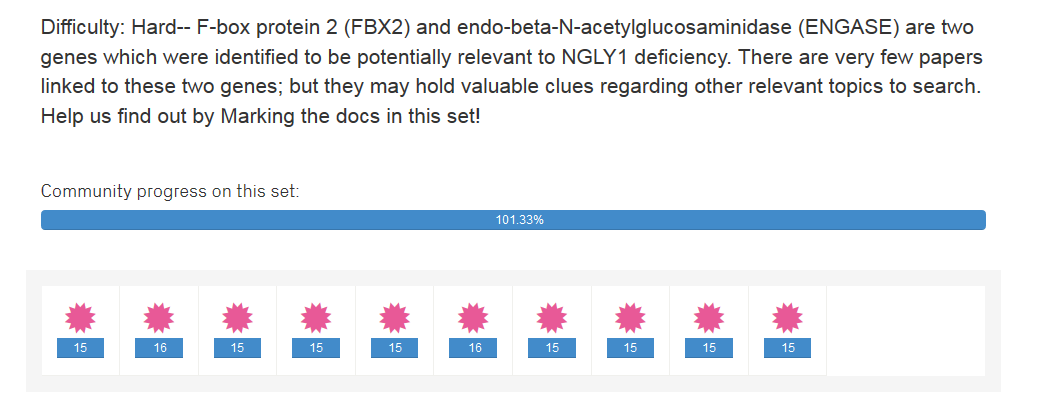 Difficulty: Hard-- F-box protein 2 (FBX2) and endo-beta-N-acetylglucosaminidase (ENGASE) are two
genes which were identified to be potentially relevant to NGLY1 deficiency. There are very few papers
linked to these two genes; but they may hold valuable clues regarding other relevant topics to search.
Help us find out by Marking the docs in this set!
Community progress on this set:
101.33%
15 16 15 15 15 16 15 15 15 15